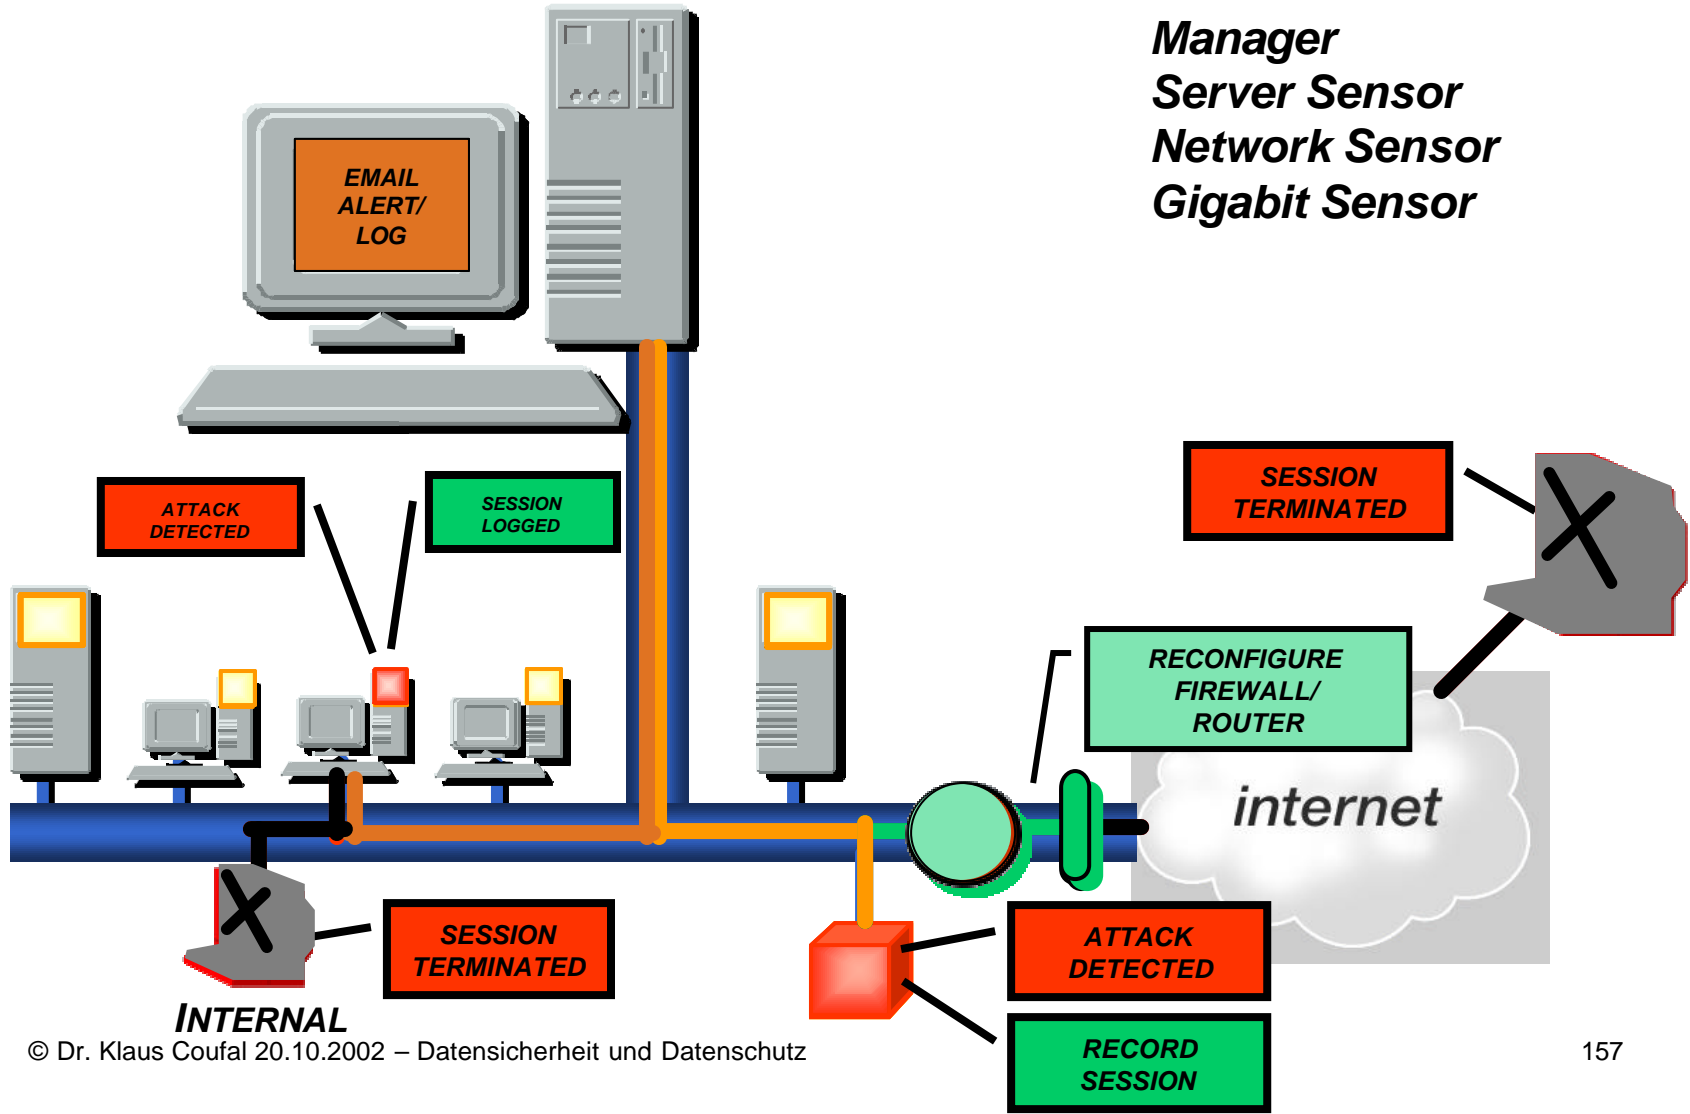 Manager
Server Sensor
Network Sensor
Gigabit Sensor
EMAIL
ALERT/
LOG
ATTACK
DETECTED
SESSION
LOGGED
SESSION
TERMINATED
RECONFIGURE
FIREWALL/
ROUTER
internet
SESSION
TERMINATED
ATTACK
DETECTED
INTERNAL
RECORD
SESSION
© Dr. Klaus Coufal 20.10.2002 – Datensicherheit und Datenschutz
157